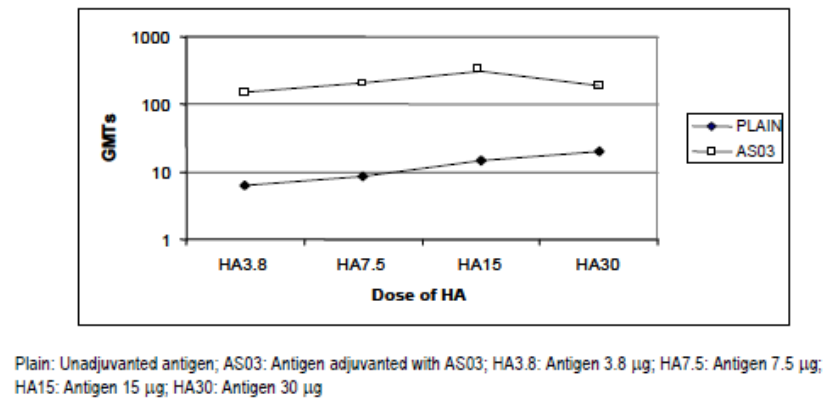 1000
100
10
1
GMTs
HA3.8 HA7.5 HA15 HA30
Dose of HA
PLAIN
AS03
Plain: Unadjuvanted antigen; AS03: Antigen adjuvanted with AS03; HA3.8: Antigen 3.8 µg; HA7.5: Antigen 7.5 µg;
HA15: Antigen 15 µg; HA30: Antigen 30 µg